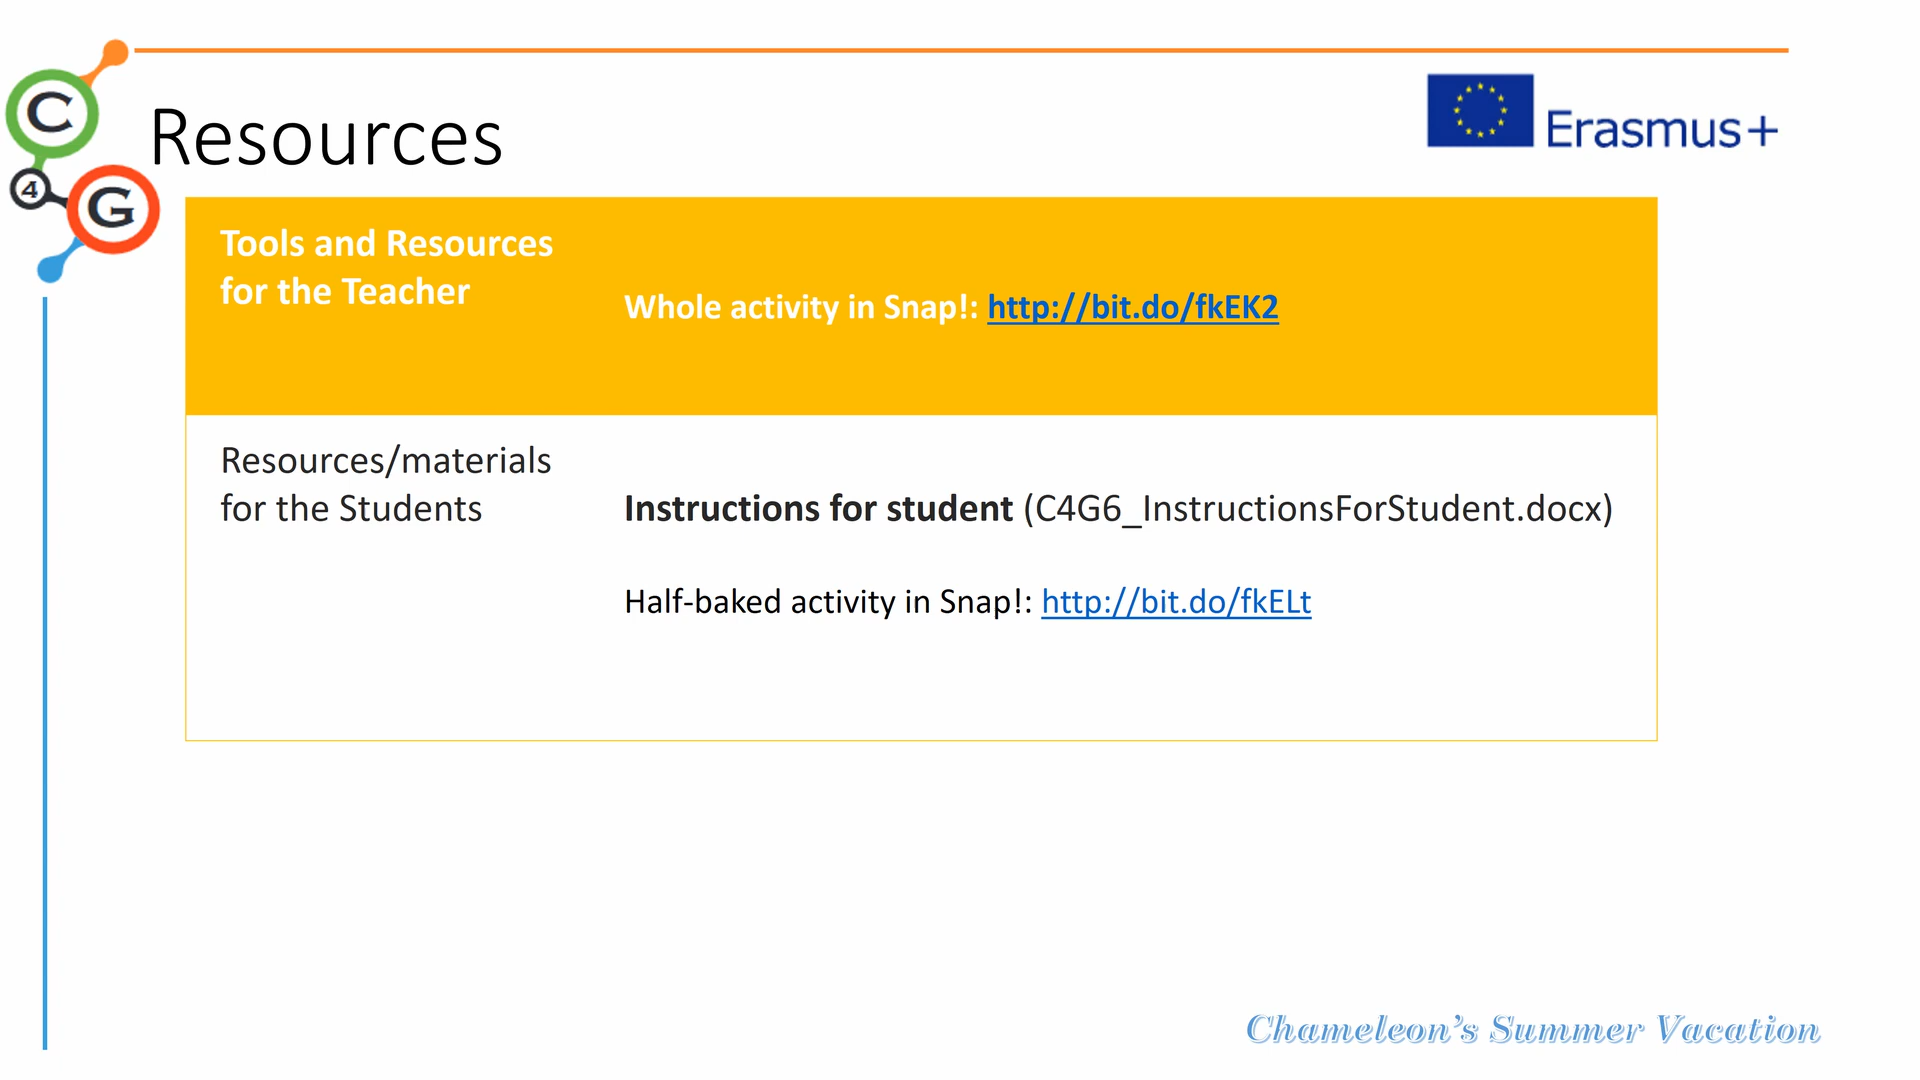 C
4
G
Resources
Erasmus+
Tools and Resources
for the Teacher
Whole activity in Snap!: http://bit.do/fkEK2
Resources/materials
for the Students
Instructions for student (C4G6_InstructionsForStudent.docx)
Half-baked activity in Snap!: http://bit.do/fkELt
Chameleon's Summer Vacation